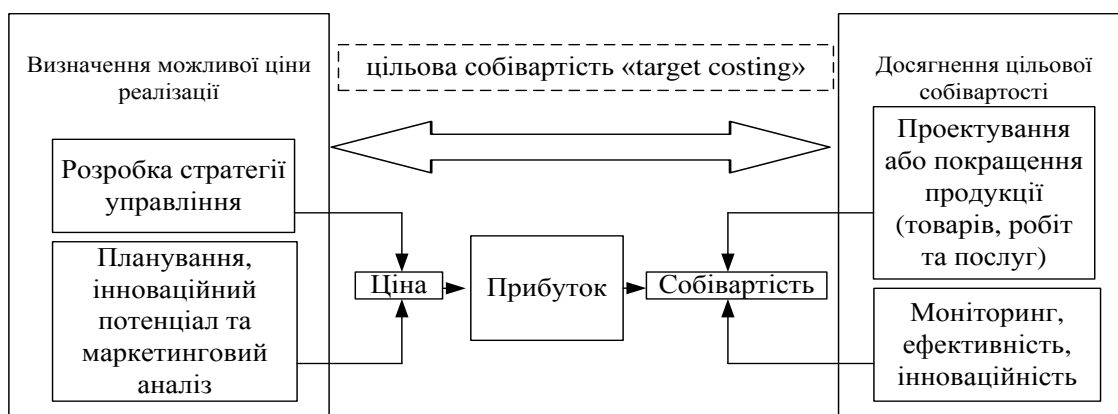 Визначення можливої ціни
реалізації
Розробка стратегії
управління
Планування,
інноваційний
потенціал та
маркетинговий
аналіз
цільова собівартість «target costing»
Ціна
Прибуток
Собівартість
Досягнення цільової
собівартості
Проектування
або покращення
продукції
(товарів, робіт
та послуг)
Моніторинг,
ефективність,
інноваційність